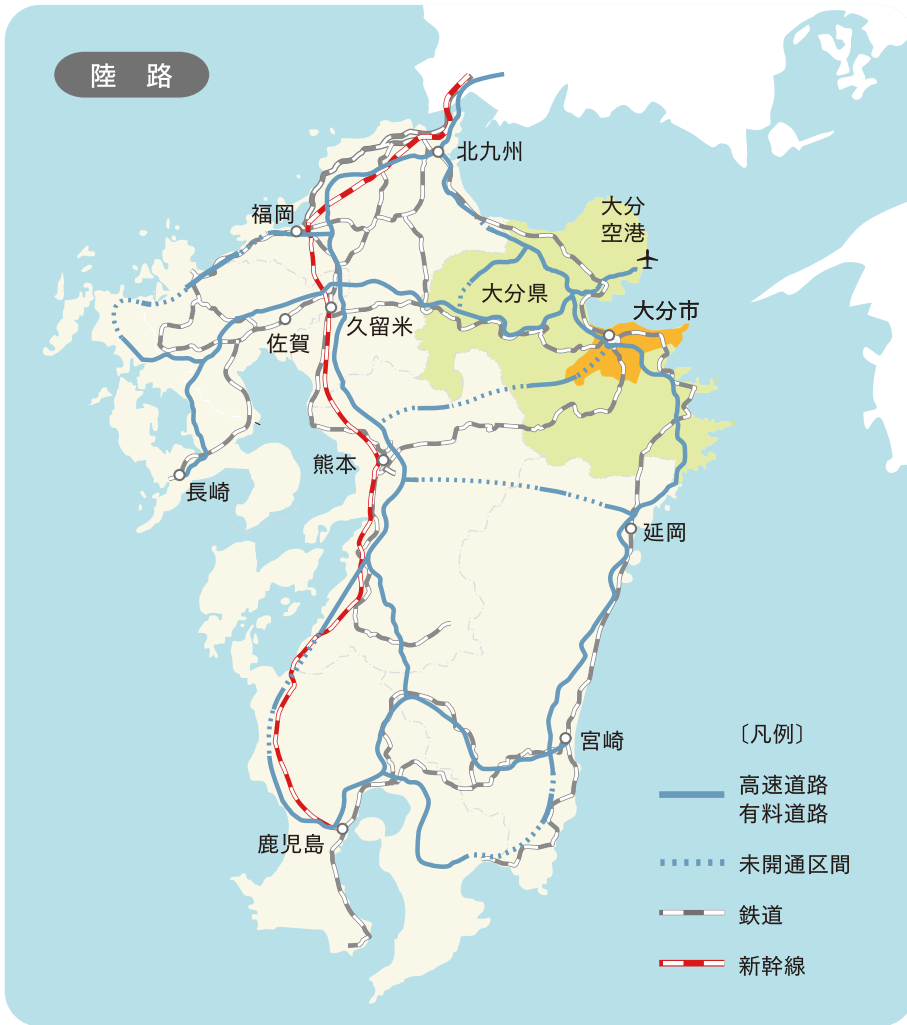 陸 路
北九州
福岡
大分
空港
大分県
大分市
久留米
佐賀
熊本
長崎
延岡
宮崎
鹿児島
〔凡例〕
高速道路
有料道路
未開通区間
鉄道
新幹線